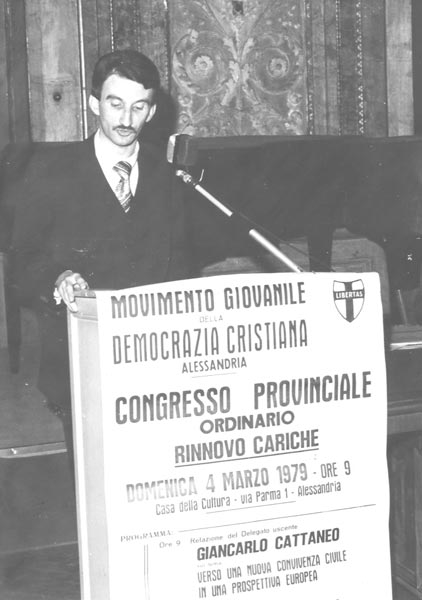 MOVIMENTO GIOVANILE
DELLA
DEMOCRAZIA CRISTIANA
ALESSANDRIA
LIBERTAS
CONGRESSO PROVINCIALE
ORDINARIO
RINNOVO CARICHE
DOMENICA 4 MARZO 1979 - ORE 9
Casa della Cultura - via Parma 1 - Alessandria
PROGRAMMA:
Ore 9 Relazione del Delegato uscente
GIANCARLO CATTANEO
VERSO UNA NUOVA CONVIVENZA CIVILE
IN UNA PROSPETTIVA EUROPEA